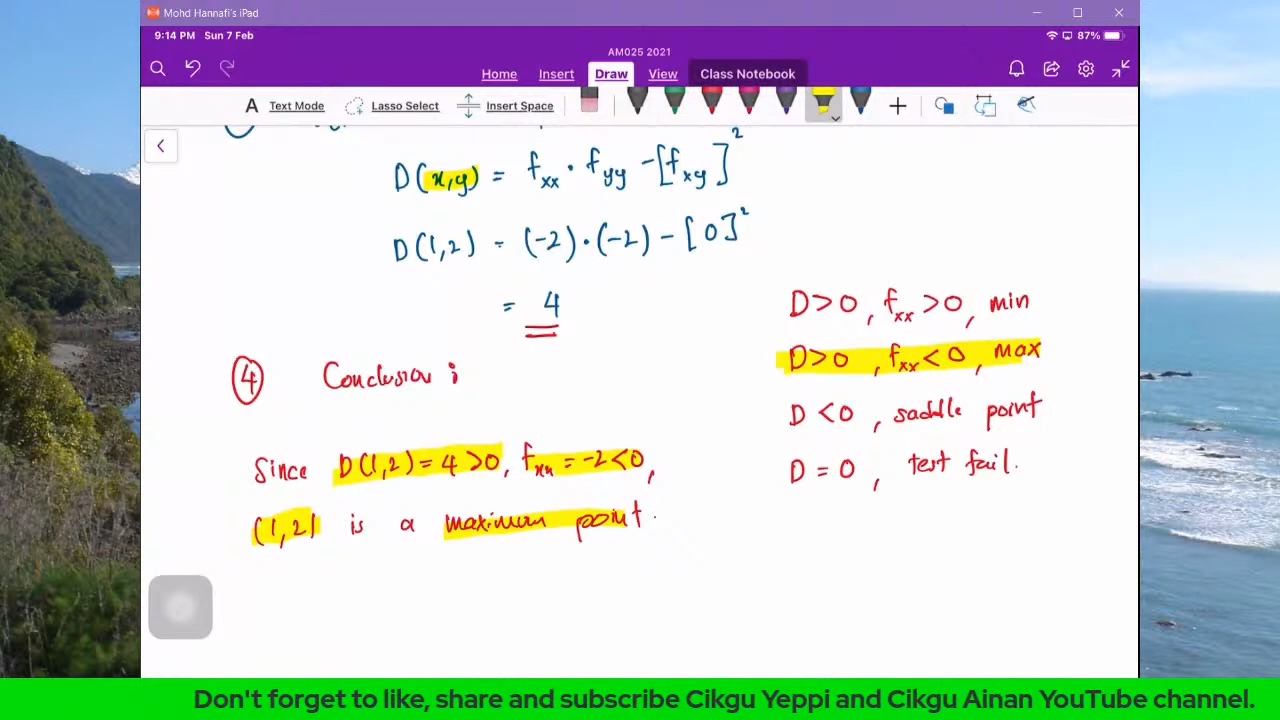 Mohd Hannafi's iPad
9:14 PM Sun 7 Feb
87%
AM025 2021
Home Insert Draw View Class Notebook
A Text Mode Lasso Select Insert Space
D(x,y) = fxx · fyy − [fxy]²
D(1,2) = (-2)·(-2) − [0]²
= 4
D>0, fxx>0, min
D>0, fxx<0, max
④ Conclusion:
D<0, saddle point
Since D(1,2) = 4 >0, fxx = -2<0,
D = 0, test fail.
(1,2) is a maximum point.
Don't forget to like, share and subscribe Cikgu Yeppi and Cikgu Ainan YouTube channel.